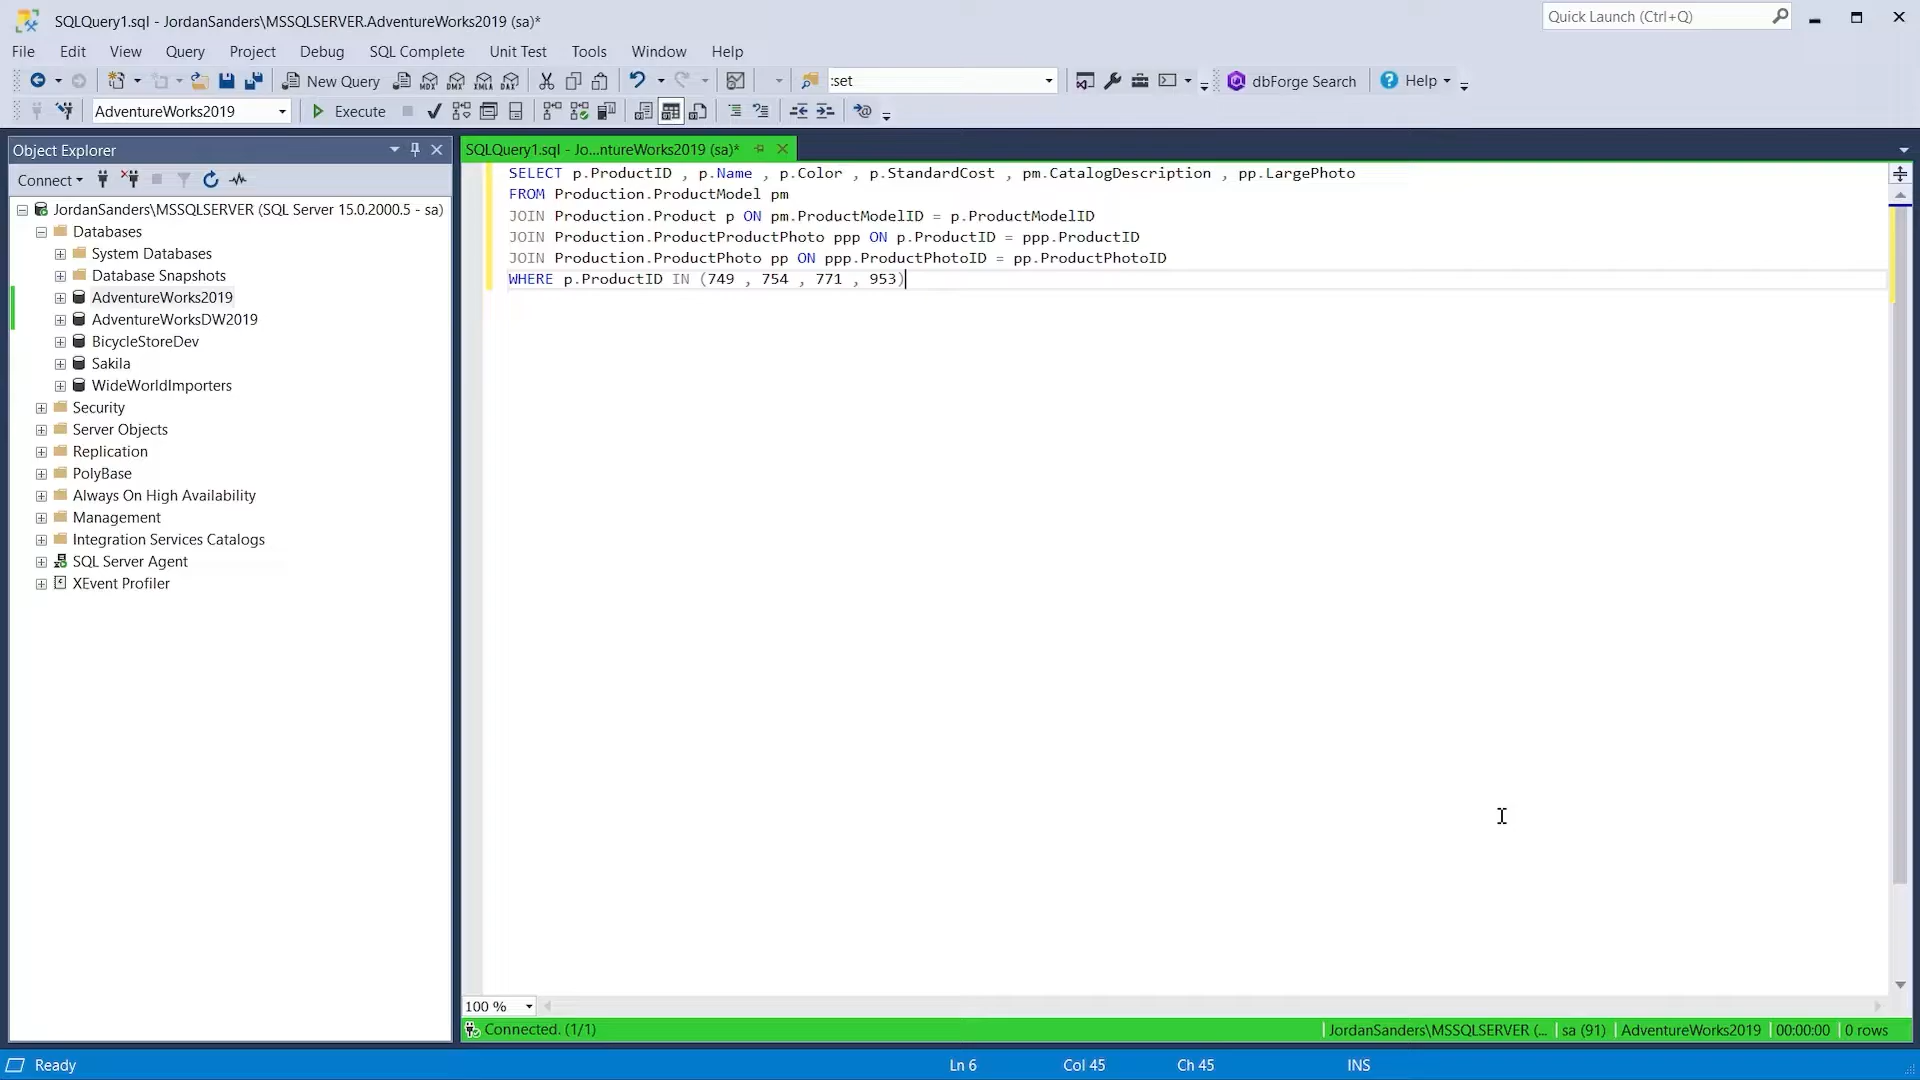 SQLQuery1.sql - JordanSanders\MSSQLSERVER.AdventureWorks2019 (sa)*
Quick Launch (Ctrl+Q)
File Edit View Query Project Debug SQL Complete Unit Test Tools Window Help
New Query MDX DMX XMLA DAX :set dbForge Search Help
AdventureWorks2019 Execute
Object Explorer
SQLQuery1.sql - Jo...ntureWorks2019 (sa)*
Connect
JordanSanders\MSSQLSERVER (SQL Server 15.0.2000.5 - sa)
Databases
System Databases
Database Snapshots
AdventureWorks2019
AdventureWorksDW2019
BicycleStoreDev
Sakila
WideWorldImporters
Security
Server Objects
Replication
PolyBase
Always On High Availability
Management
Integration Services Catalogs
SQL Server Agent
XEvent Profiler
SELECT p.ProductID , p.Name , p.Color , p.StandardCost , pm.CatalogDescription , pp.LargePhoto
FROM Production.ProductModel pm
JOIN Production.Product p ON pm.ProductModelID = p.ProductModelID
JOIN Production.ProductProductPhoto ppp ON p.ProductID = ppp.ProductID
JOIN Production.ProductPhoto pp ON ppp.ProductPhotoID = pp.ProductPhotoID
WHERE p.ProductID IN (749 , 754 , 771 , 953)
100 %
Connected. (1/1) JordanSanders\MSSQLSERVER (... sa (91) AdventureWorks2019 00:00:00 0 rows
Ready Ln 6 Col 45 Ch 45 INS